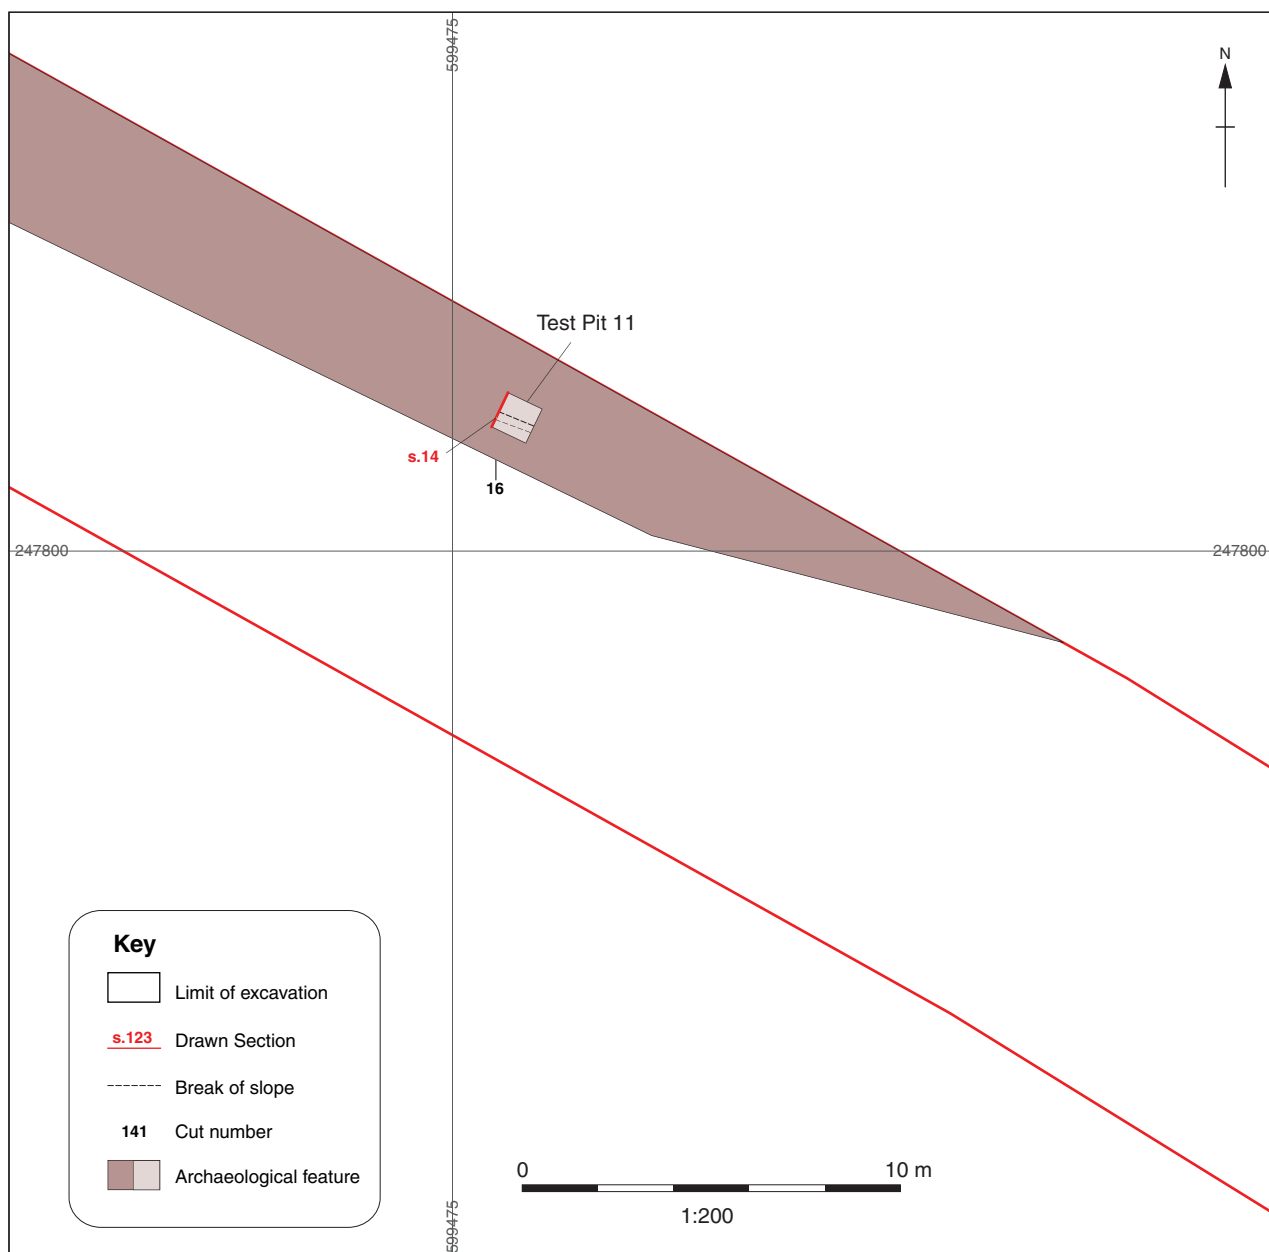 599475
N
Test Pit 11
s.14
16
247800
247800
Key
Limit of excavation
s.123 Drawn Section
Break of slope
141 Cut number
Archaeological feature
0 10 m
1:200
599475